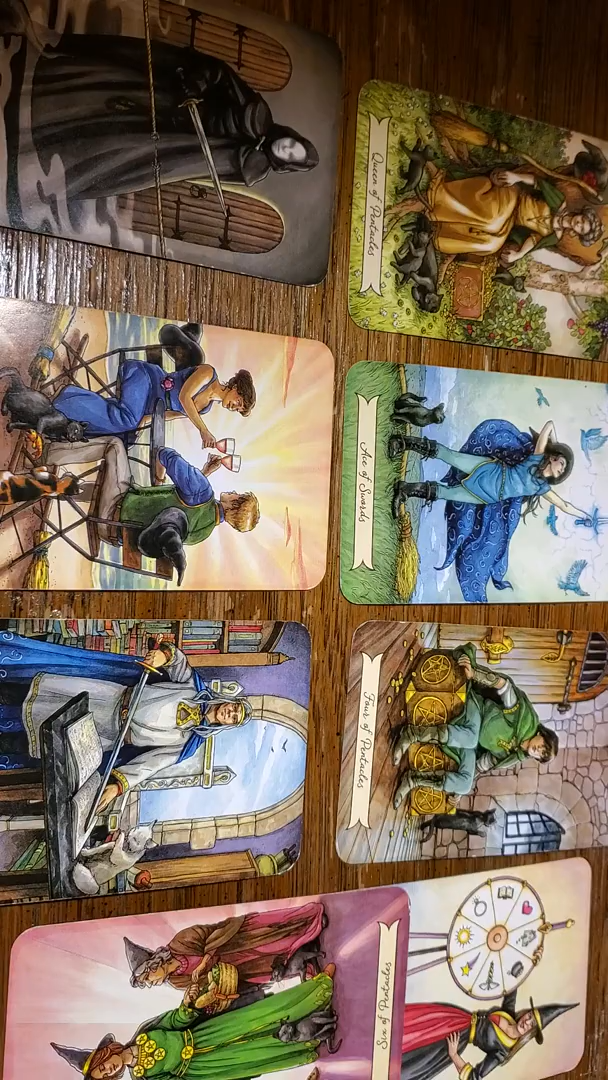 Queen of Pentacles
Ace of Swords
Four of Pentacles
Six of Pentacles